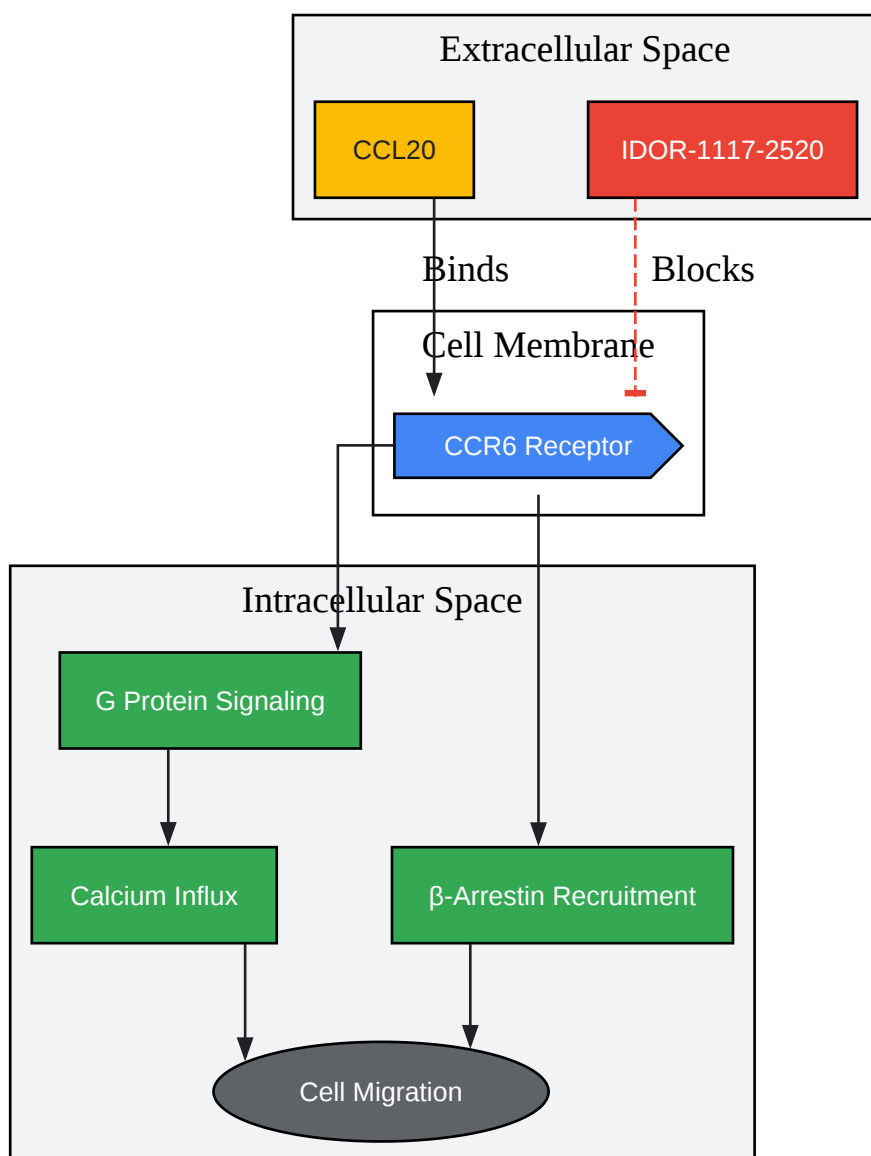 Extracellular Space
CCL20
IDOR-1117-2520
Binds
Blocks
Cell Membrane
CCR6 Receptor
Intracellular Space
G Protein Signaling
Calcium Influx
β-Arrestin Recruitment
Cell Migration